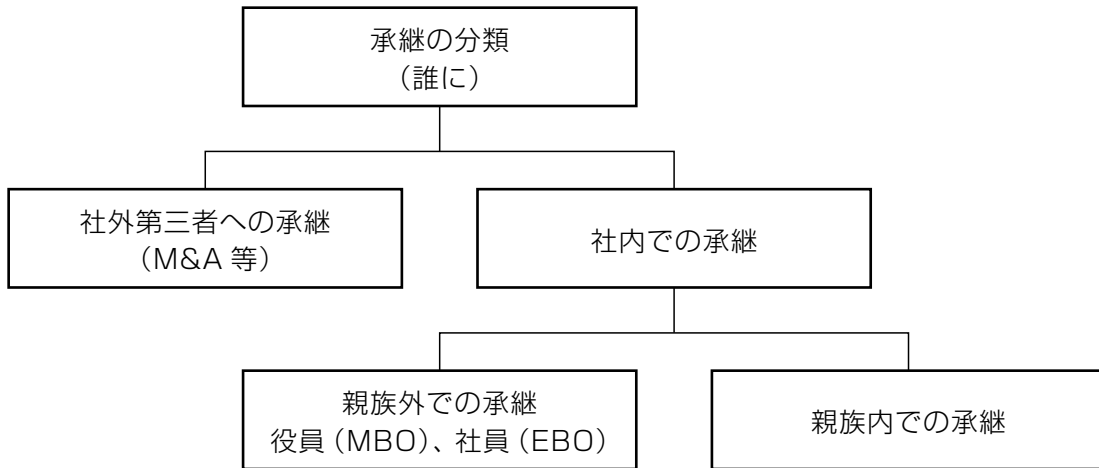 承継の分類
（誰に）
社外第三者への承継
（M&A 等）
社内での承継
親族外での承継
役員（MBO）、社員（EBO）
親族内での承継